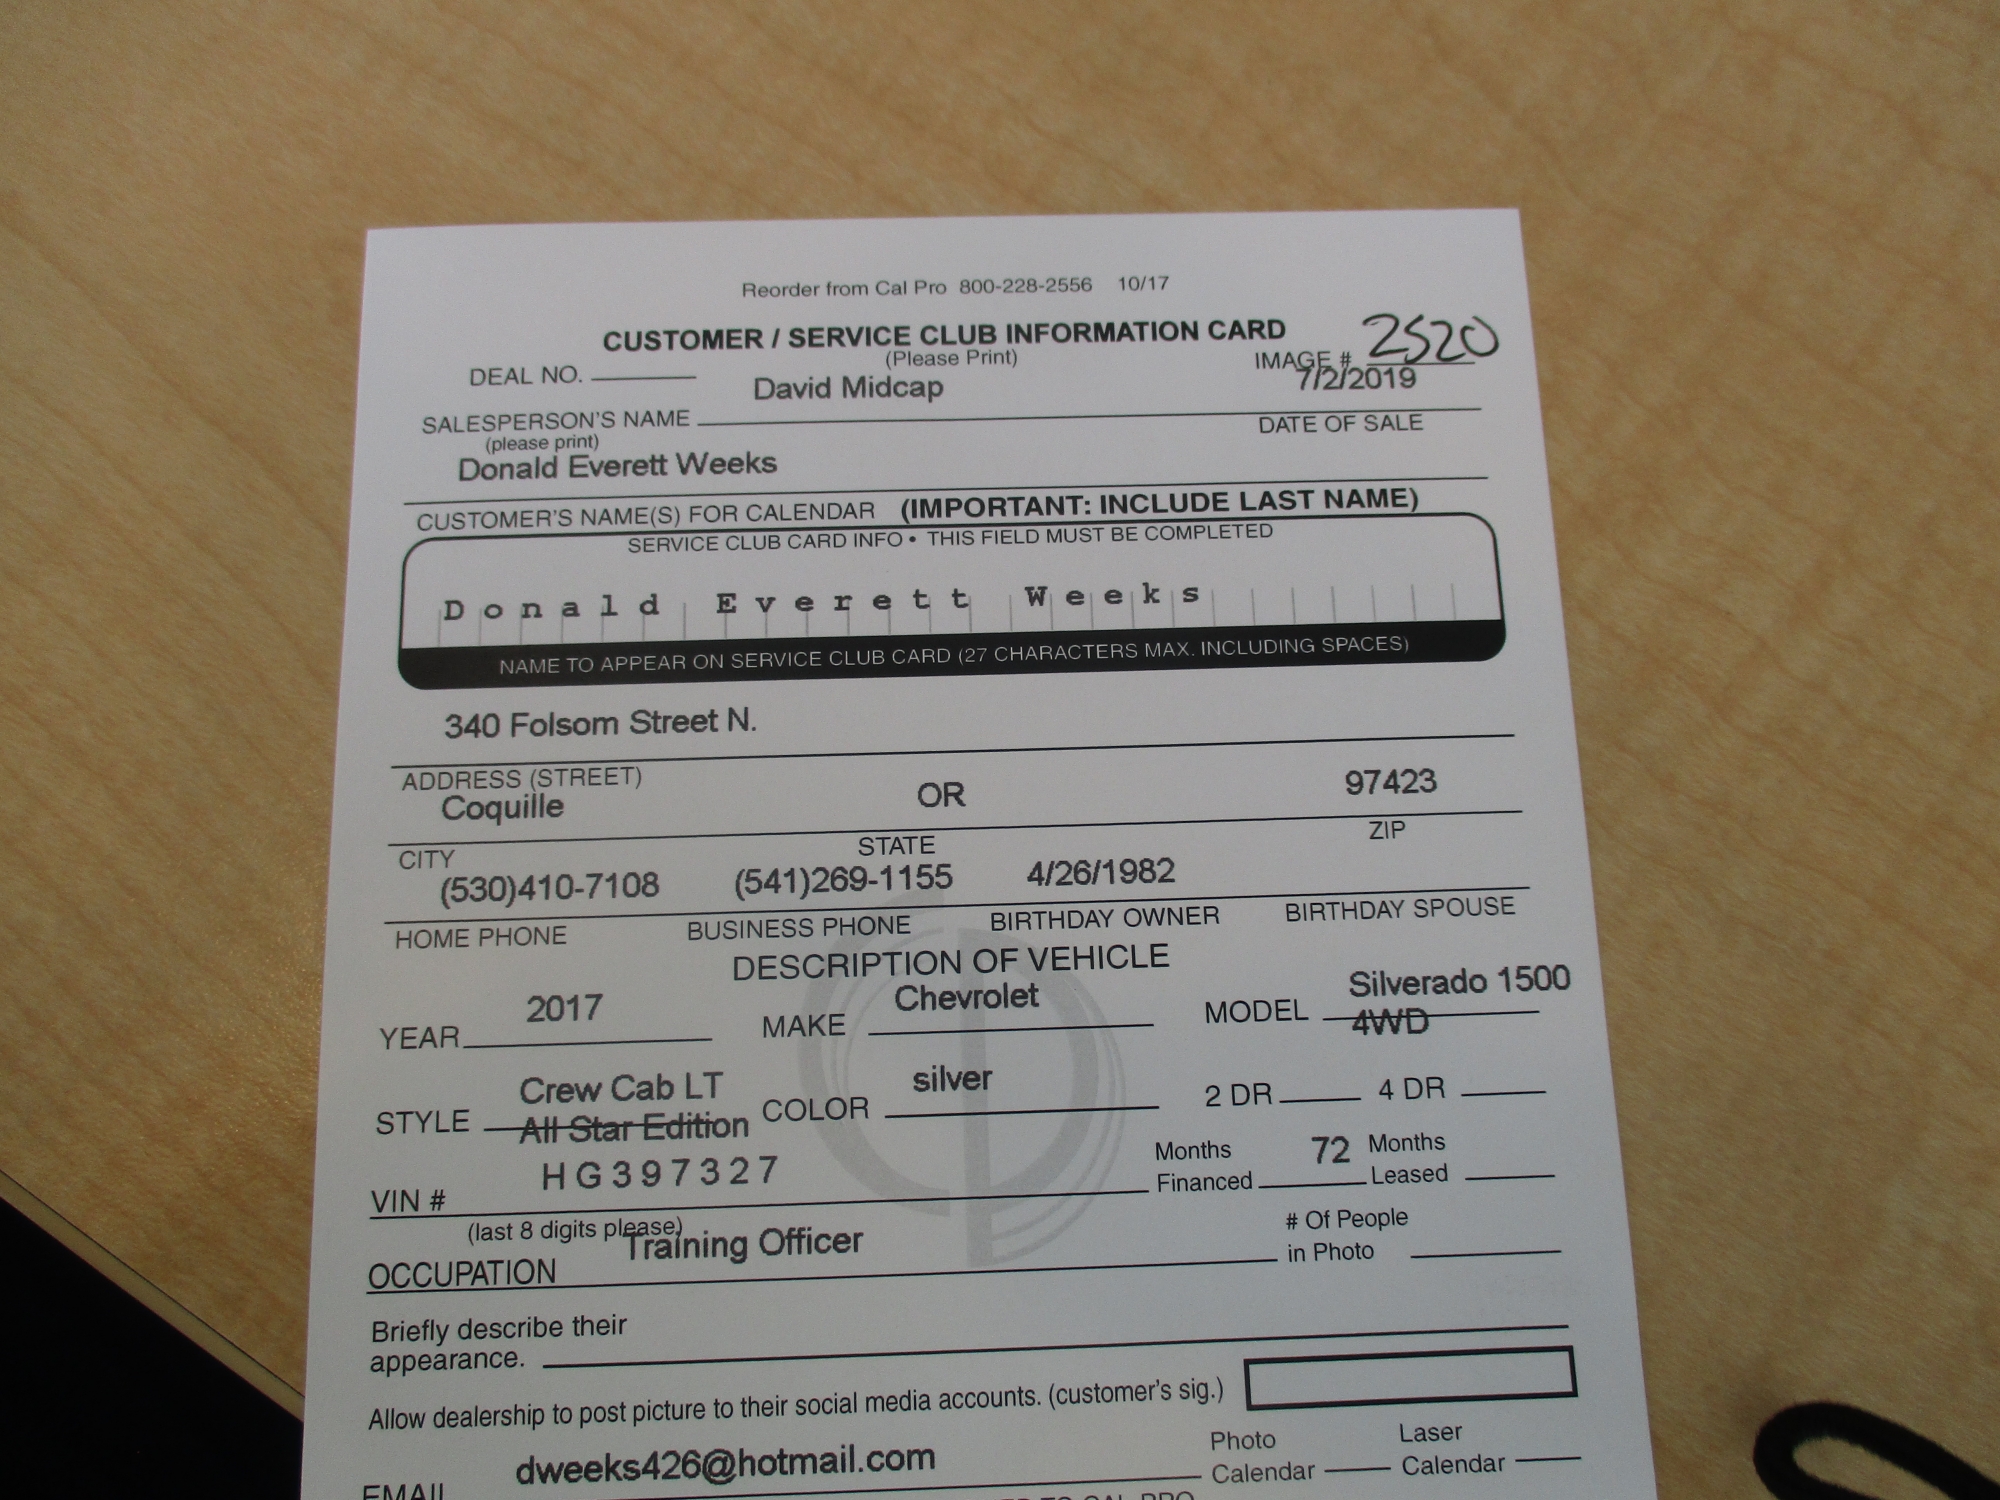 Reorder from Cal Pro 800-228-2556 10/17
CUSTOMER / SERVICE CLUB INFORMATION CARD
(Please Print)
DEAL NO.
IMAGE # 2520
David Midcap 7/2/2019
SALESPERSON'S NAME DATE OF SALE
(please print)
Donald Everett Weeks
CUSTOMER'S NAME(S) FOR CALENDAR (IMPORTANT: INCLUDE LAST NAME)
SERVICE CLUB CARD INFO • THIS FIELD MUST BE COMPLETED
Donald Everett Weeks
NAME TO APPEAR ON SERVICE CLUB CARD (27 CHARACTERS MAX. INCLUDING SPACES)
340 Folsom Street N.
ADDRESS (STREET)
Coquille OR 97423
CITY STATE ZIP
(530)410-7108 (541)269-1155 4/26/1982
HOME PHONE BUSINESS PHONE BIRTHDAY OWNER BIRTHDAY SPOUSE
DESCRIPTION OF VEHICLE
YEAR 2017 MAKE Chevrolet MODEL Silverado 1500
4WD
STYLE Crew Cab LT COLOR silver 2 DR 4 DR
All Star Edition
VIN # HG397327 Months Financed 72 Months Leased
(last 8 digits please)
OCCUPATION Training Officer # Of People in Photo
Briefly describe their
appearance.
Allow dealership to post picture to their social media accounts. (customer's sig.)
EMAIL dweeks426@hotmail.com Photo Calendar Laser Calendar